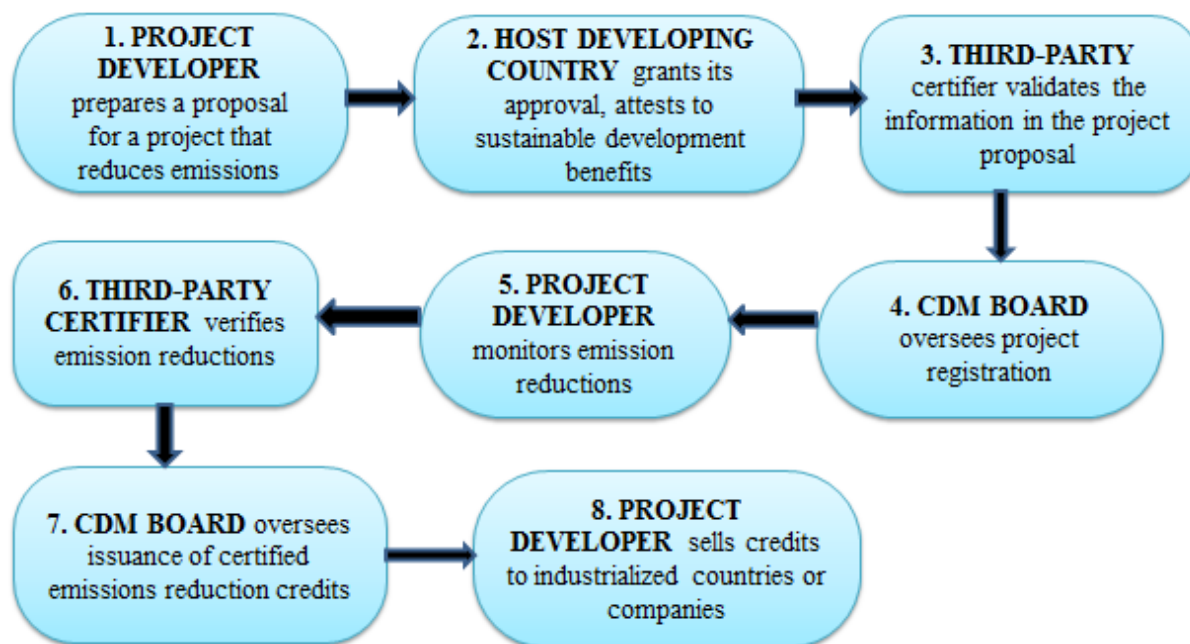 1. PROJECT
DEVELOPER
prepares a proposal
for a project that
reduces emissions
2. HOST DEVELOPING
COUNTRY grants its
approval, attests to
sustainable development
benefits
3. THIRD-PARTY
certifier validates the
information in the project
proposal
4. CDM BOARD
oversees project
registration
5. PROJECT
DEVELOPER
monitors emission
reductions
6. THIRD-PARTY
CERTIFIER verifies
emission reductions
7. CDM BOARD oversees
issuance of certified
emissions reduction credits
8. PROJECT
DEVELOPER sells credits
to industrialized countries or
companies